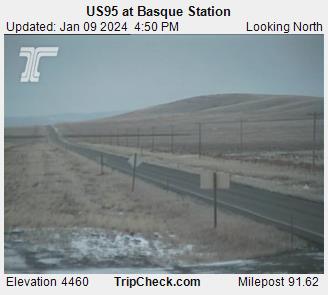 US95 at Basque Station
Updated: Jan 09 2024 4:50 PM Looking North
Elevation 4460 TripCheck.com Milepost 91.62